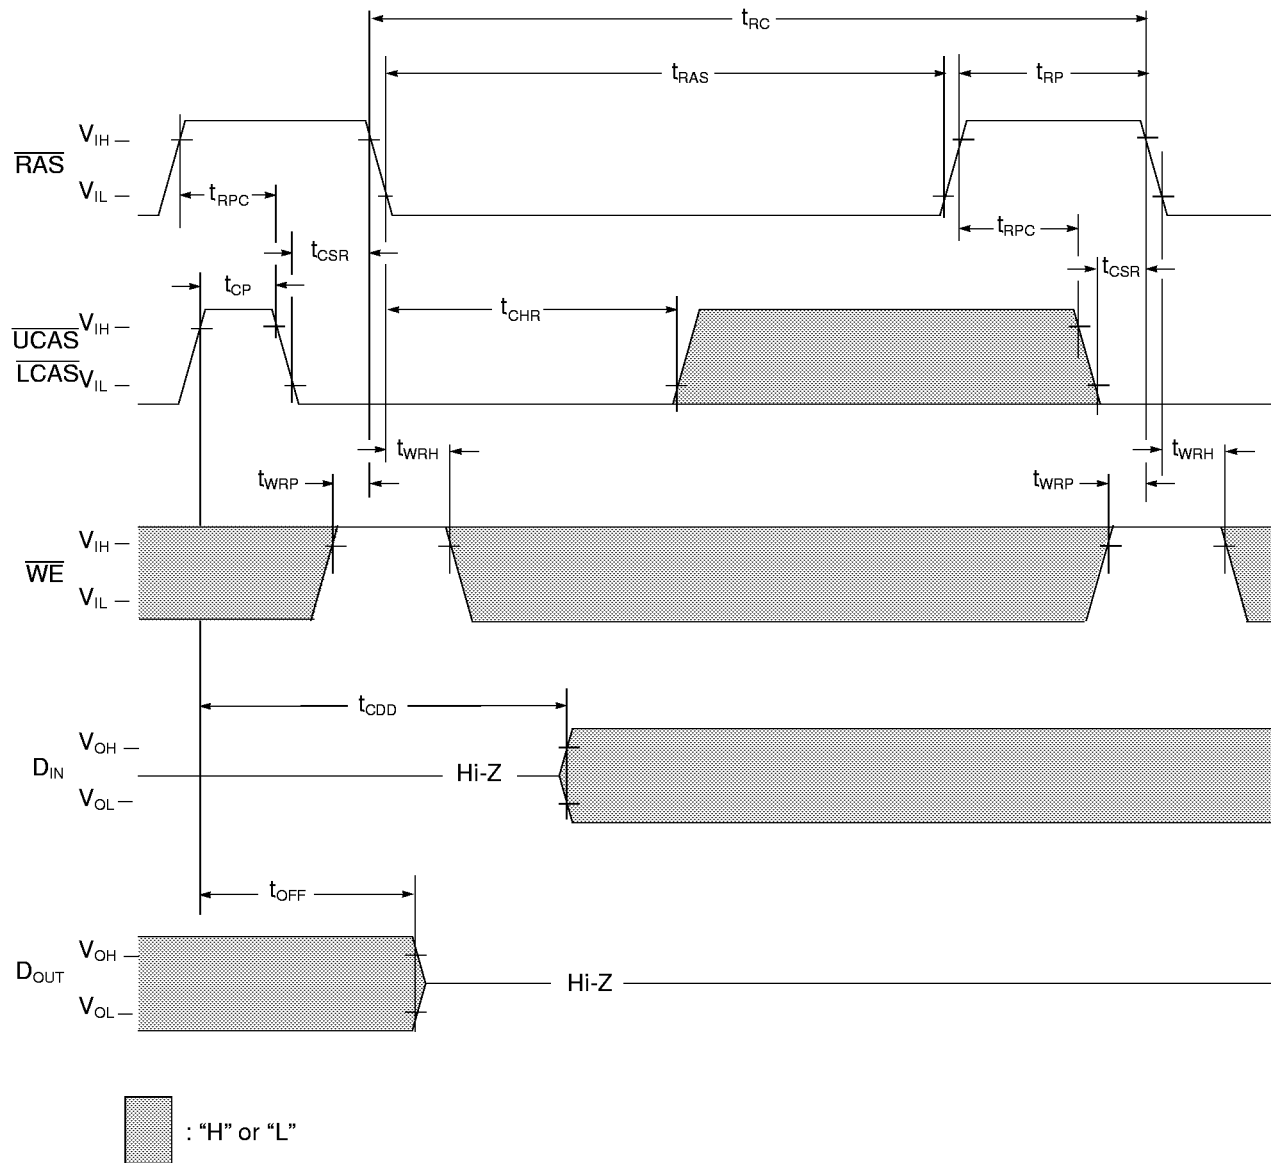 tRC
tRAS
tRP
RAS
VIH
VIL
tRPC
tRPC
tCSR
tCSR
tCP
tCHR
UCAS
LCAS
VIH
VIL
tWRH
tWRH
tWRP
tWRP
WE
VIH
VIL
tCDD
DIN
VOH
VOL
Hi-Z
tOFF
DOUT
VOH
VOL
Hi-Z
: “H” or “L”